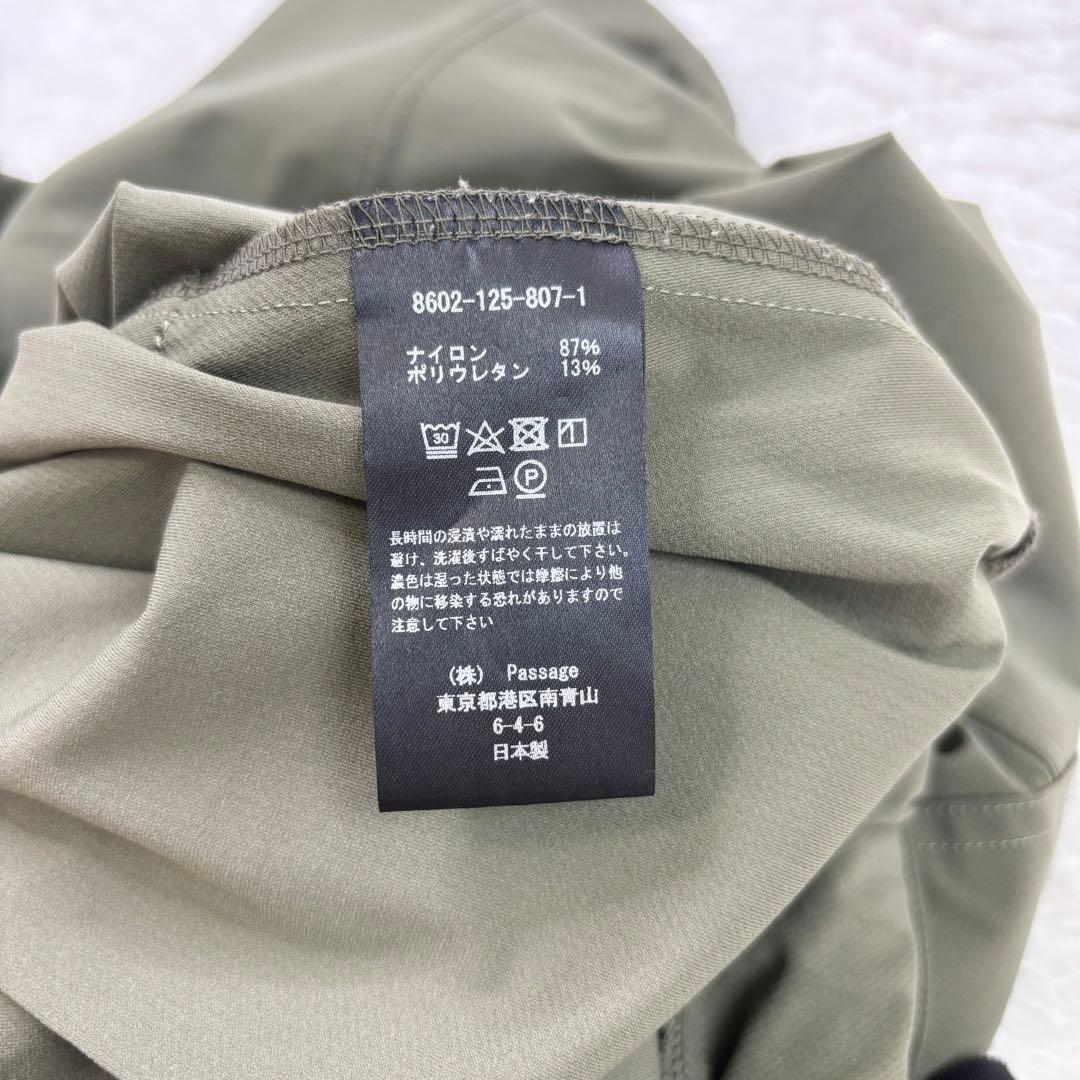 8602-125-807-1
ナイロン 87%
ポリウレタン 13%
30
P
長時間の浸漬や濡れたままの放置は
避け、洗濯後すばやく干して下さい。
濃色は湿った状態では摩擦により他
の物に移染する恐れがありますので
注意して下さい
(株) Passage
東京都港区南青山
6-4-6
日本製